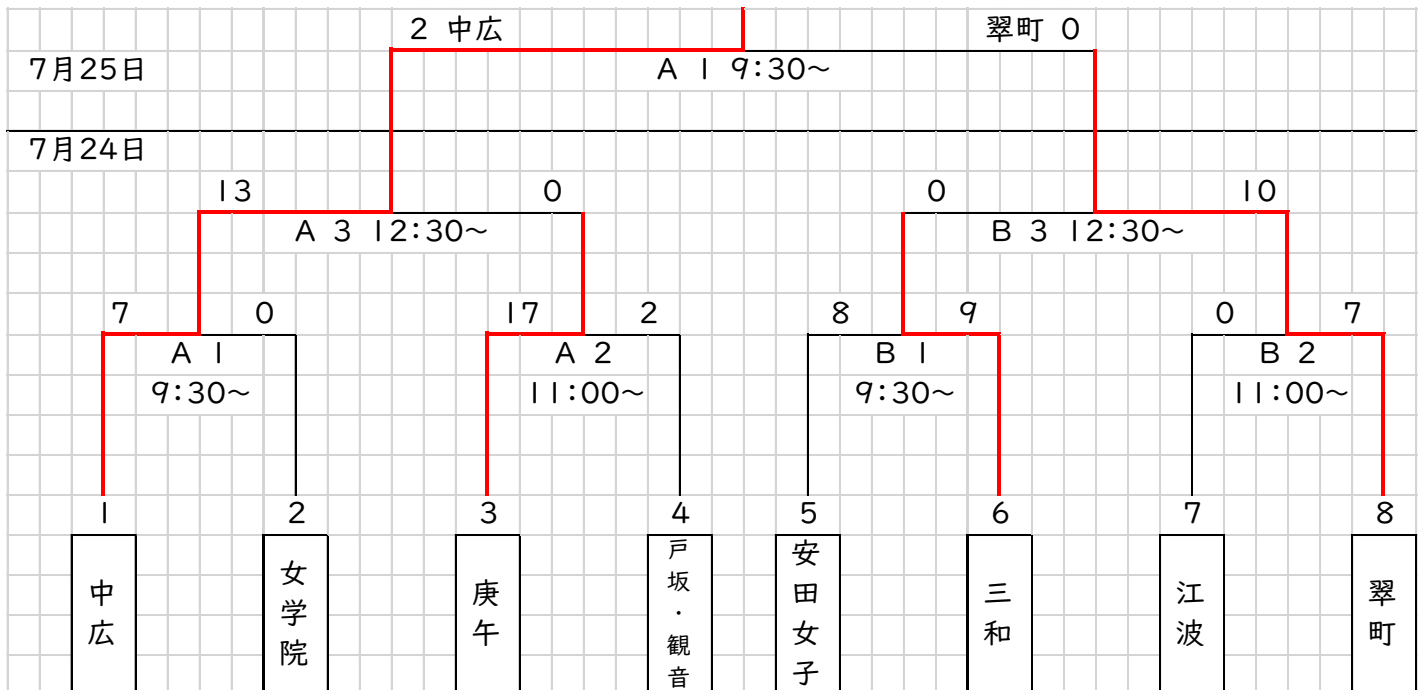 2 中広 翠町 0
7月25日 A 1 9:30～
7月24日
13 0 0 10
A 3 12:30～ B 3 12:30～
7 0 17 2 8 9 0 7
A 1 A 2 B 1 B 2
9:30～ 11:00～ 9:30～ 11:00～
1 2 3 4 5 6 7 8
中広
女学院
庚午
戸坂・観音
安田女子
三和
江波
翠町